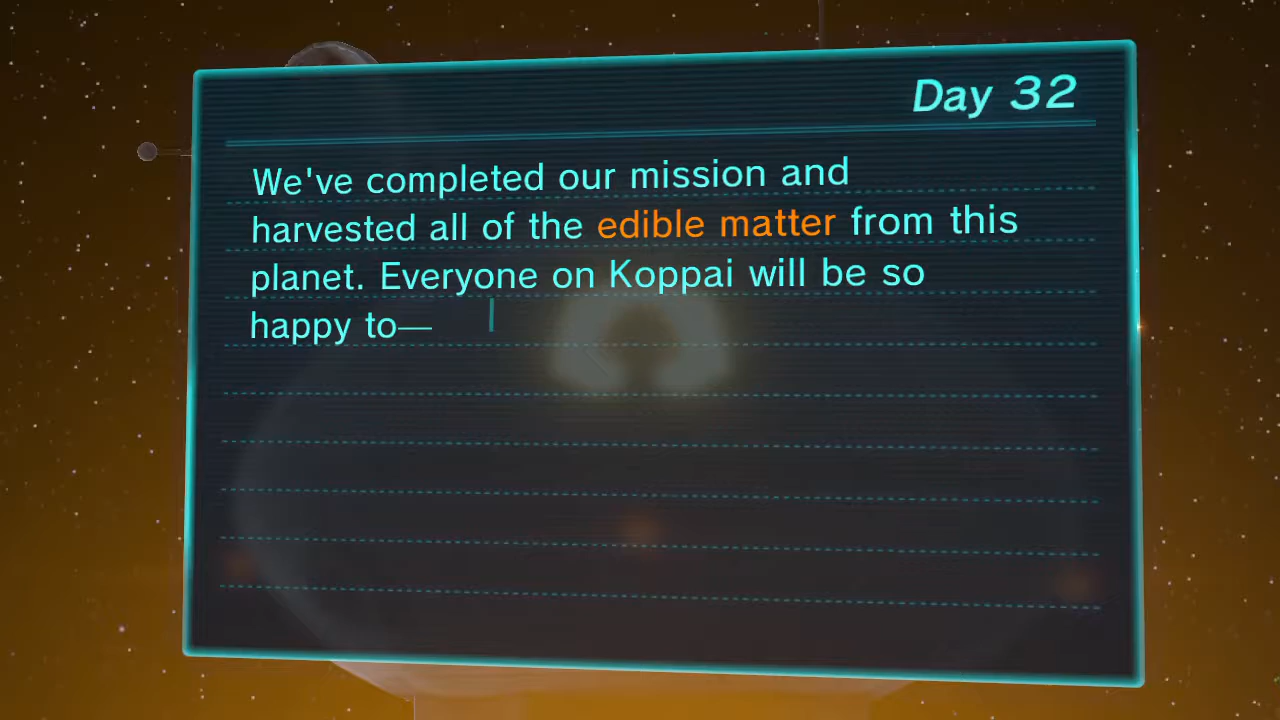 Day 32
We've completed our mission and
harvested all of the edible matter from this
planet. Everyone on Koppai will be so
happy to—